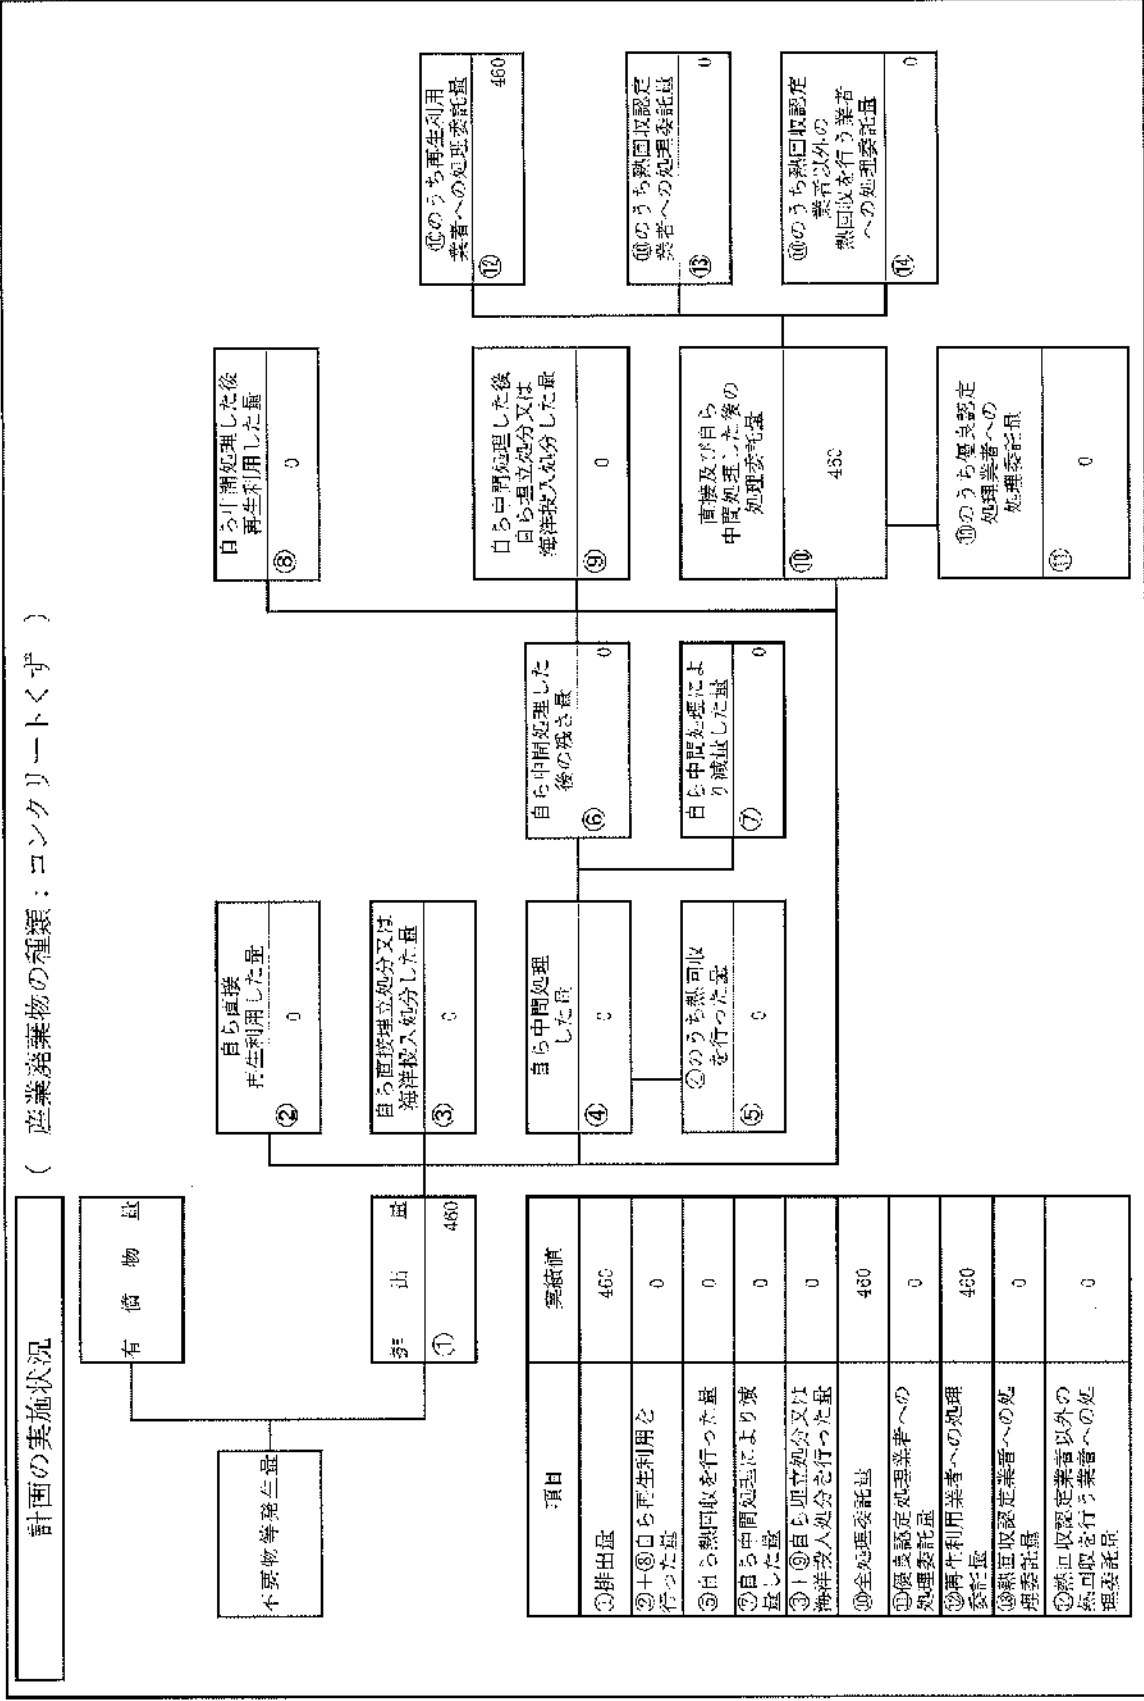 計画の実施状況
( 産業廃棄物の種類：コンクリートくず )
不要物等発生量
有 償 物 量
排 出 量
① 460
自ら直接
再生利用した量
② 0
自ら直接埋立処分又は
海洋投入処分した量
③ 0
自ら中間処理
した量
④ 0
④のうち熱回収
を行った量
⑤ 0
自ら中間処理した
後の残さ量
⑥ 0
自ら中間処理によ
り減量した量
⑦ 0
自ら中間処理した後
再生利用した量
⑧ 0
自ら中間処理した後
自ら埋立処分又は
海洋投入処分した量
⑨ 0
直接及び自ら
中間処理した後の
処理委託量
⑩ 460
⑩のうち優良認定
処理業者への
処理委託量
⑪ 0
⑩のうち再生利用
業者への処理委託量
⑫ 460
⑩のうち熱回収認定
業者への処理委託量
⑬ 0
⑩のうち熱回収認定
業者以外の
熱回収を行う業者
への処理委託量
⑭ 0
項目 実績値
①排出量 460
②＋⑧自ら再生利用を
行った量 0
⑤自ら熱回収を行った量 0
⑦自ら中間処理により減
量した量 0
③＋⑨自ら埋立処分又は
海洋投入処分を行った量 0
⑩全処理委託量 460
⑪優良認定処理業者への
処理委託量 0
⑫再生利用業者への処理
委託量 460
⑬熱回収認定業者への処
理委託量 0
⑭熱回収認定業者以外の
熱回収を行う業者への処
理委託量 0